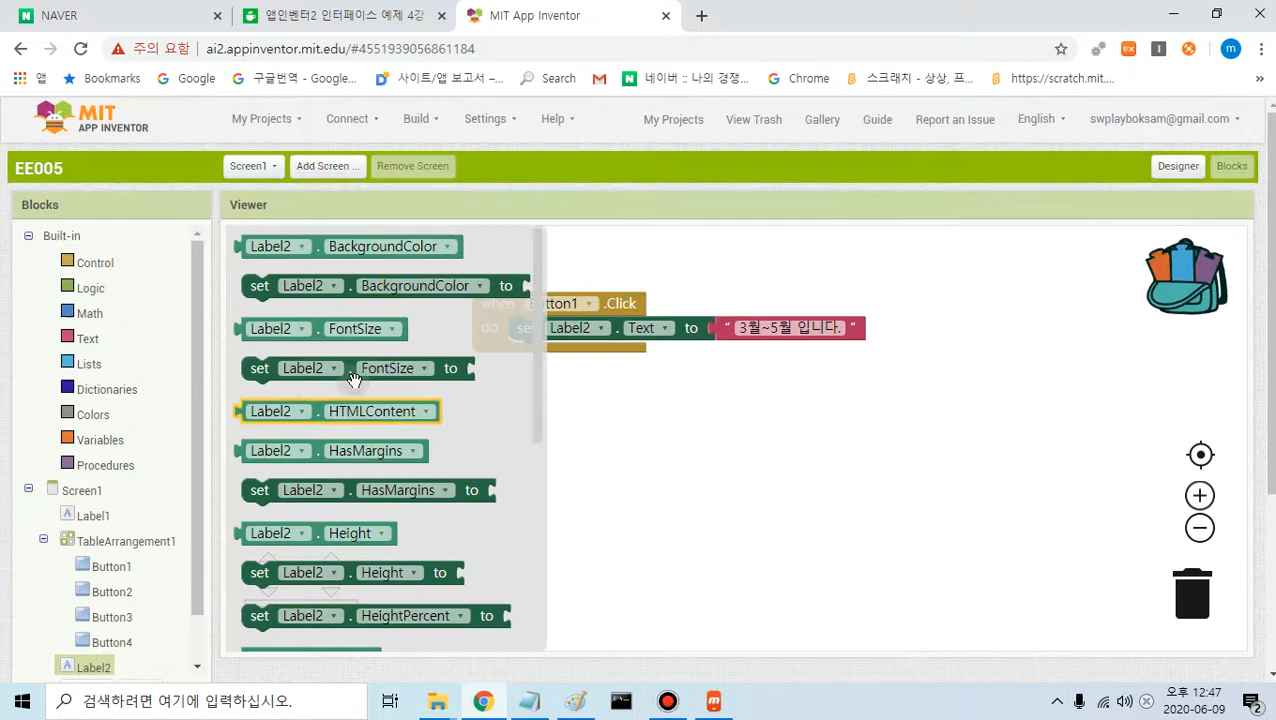 NAVER
앱인벤터2 인터페이스 예제 4강
MIT App Inventor
주의 요함
ai2.appinventor.mit.edu/#4551939056861184
m
앱
Bookmarks
Google
구글번역 - Google...
사이트/앱 보고서 –...
Search
네이버 :: 나의 경쟁...
Chrome
스크래치 - 상상, 프...
https://scratch.mit....
MIT
APP INVENTOR
My Projects
Connect
Build
Settings
Help
My Projects
View Trash
Gallery
Guide
Report an Issue
English
swplayboksam@gmail.com
EE005
Screen1
Add Screen ...
Remove Screen
Designer
Blocks
Blocks
Viewer
Built-in
Control
Logic
Math
Text
Lists
Dictionaries
Colors
Variables
Procedures
Screen1
Label1
TableArrangement1
Button1
Button2
Button3
Button4
Label2
Label2 . BackgroundColor
set Label2 . BackgroundColor to
Label2 . FontSize
set Label2 . FontSize to
Label2 . HTMLContent
Label2 . HasMargins
set Label2 . HasMargins to
Label2 . Height
set Label2 . Height to
set Label2 . HeightPercent to
when Button1 .Click
do set Label2 . Text to " 3월~5월 입니다. "
검색하려면 여기에 입력하십시오.
오후 12:47
2020-06-09
2